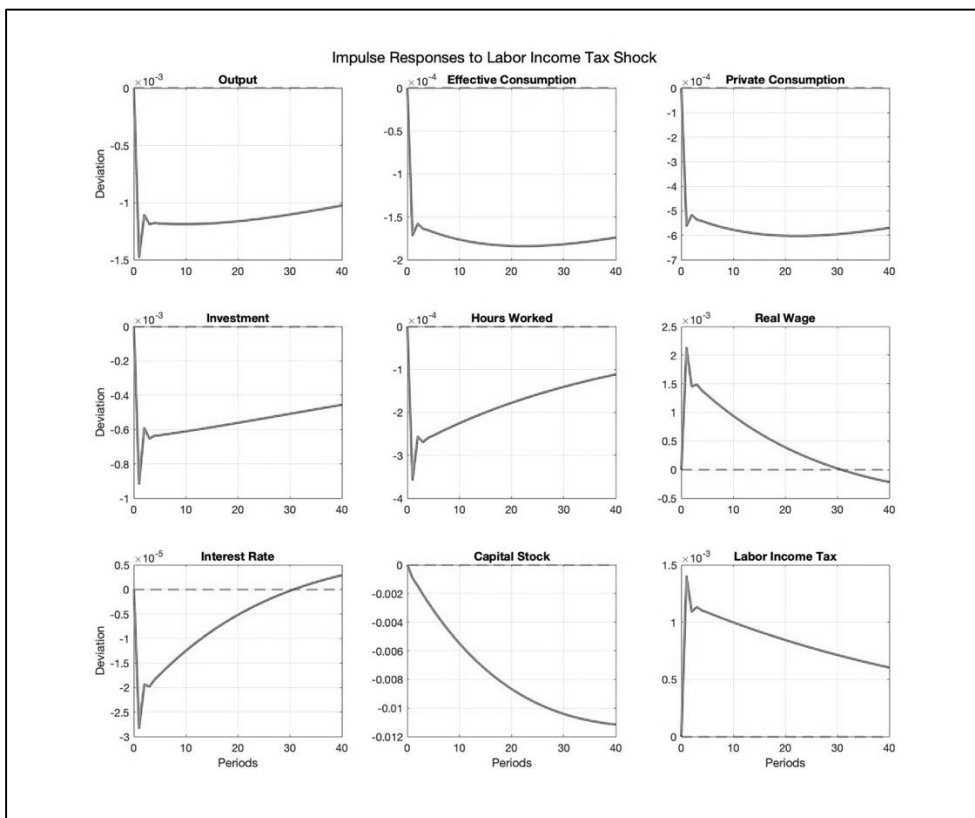 Impulse Responses to Labor Income Tax Shock
Output
×10⁻³
0
-0.5
-1
-1.5
0 10 20 30 40
Deviation
Effective Consumption
×10⁻⁴
0
-0.5
-1
-1.5
-2
0 10 20 30 40
Private Consumption
×10⁻⁴
0
-1
-2
-3
-4
-5
-6
-7
0 10 20 30 40
Investment
×10⁻³
0
-0.2
-0.4
-0.6
-0.8
-1
0 10 20 30 40
Deviation
Hours Worked
×10⁻⁴
0
-1
-2
-3
-4
0 10 20 30 40
Real Wage
×10⁻³
2.5
2
1.5
1
0.5
0
-0.5
0 10 20 30 40
Interest Rate
×10⁻⁵
0.5
0
-0.5
-1
-1.5
-2
-2.5
-3
0 10 20 30 40
Deviation
Periods
Capital Stock
0
-0.002
-0.004
-0.006
-0.008
-0.01
-0.012
0 10 20 30 40
Periods
Labor Income Tax
×10⁻³
1.5
1
0.5
0
0 10 20 30 40
Periods